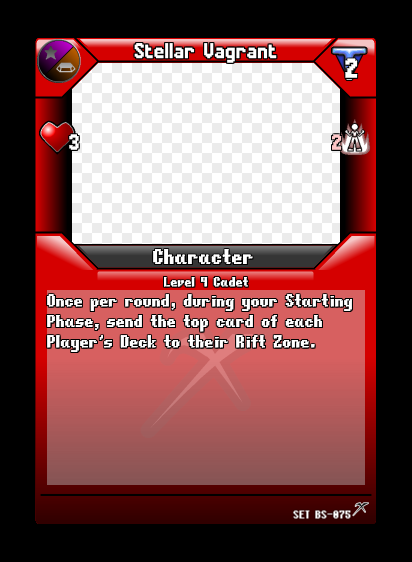 Stellar Vagrant
2
3
2
Character
Level 4 Cadet
Once per round, during your Starting
Phase, send the top card of each
Player's Deck to their Rift Zone.
SET BS-075